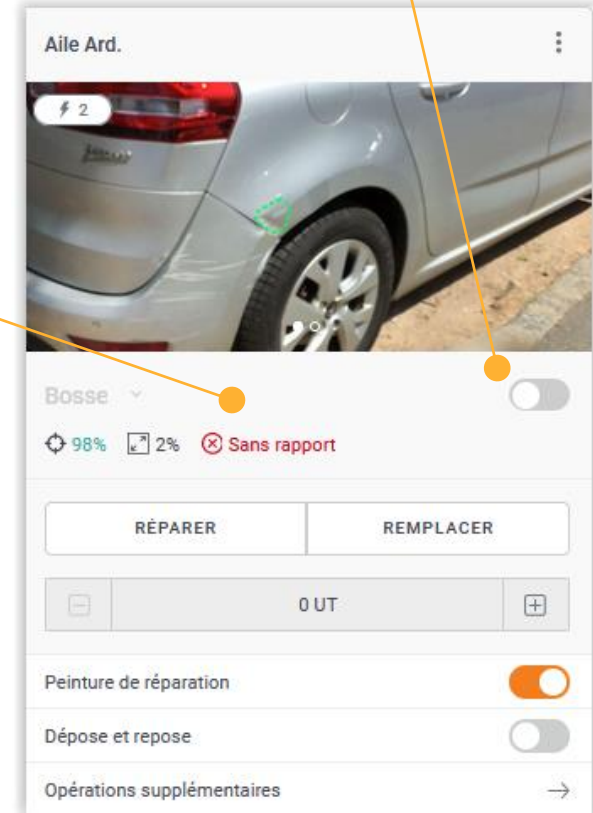 Aile Ard.
2
Bosse
98% 2% Sans rapport
RÉPARER REMPLACER
0 UT
Peinture de réparation
Dépose et repose
Opérations supplémentaires